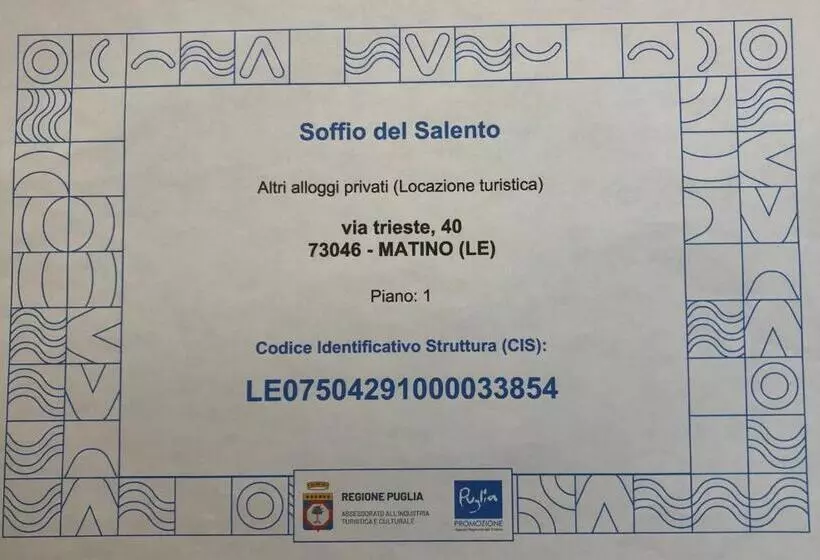 Soffio del Salento
Altri alloggi privati (Locazione turistica)
via trieste, 40
73046 - MATINO (LE)
Piano: 1
Codice Identificativo Struttura (CIS):
LE07504291000033854
REGIONE PUGLIA
ASSESSORATO ALL'INDUSTRIA
TURISTICA E CULTURALE
Puglia
PROMOZIONE